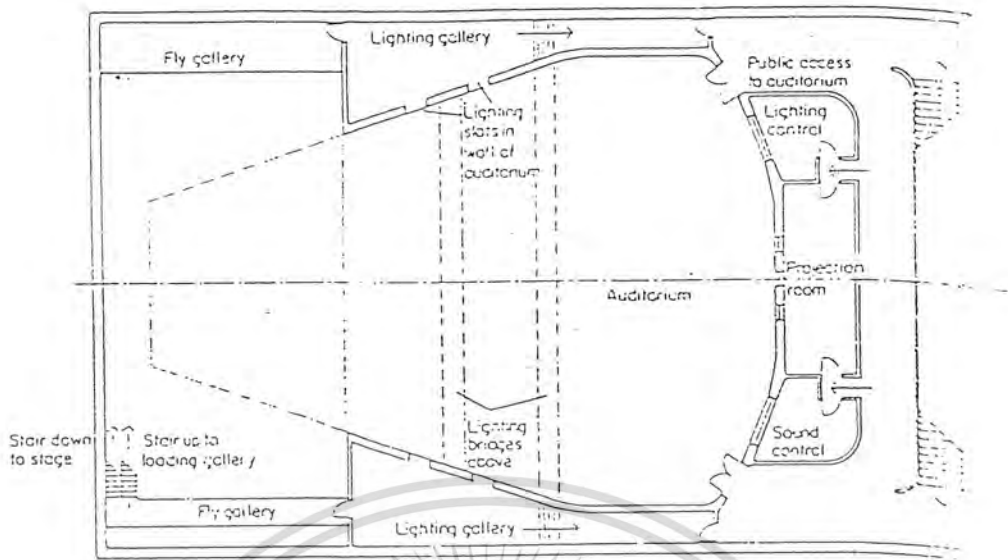 Lighting gallery
Fly gallery
Public access
to auditorium
Lighting
control
Lighting
slots in
wall of
auditorium
Projection
room
Auditorium
Stair down
to stage
Stair up to
loading gallery
Lighting
bridges
above
Sound
control
Fly gallery
Lighting gallery